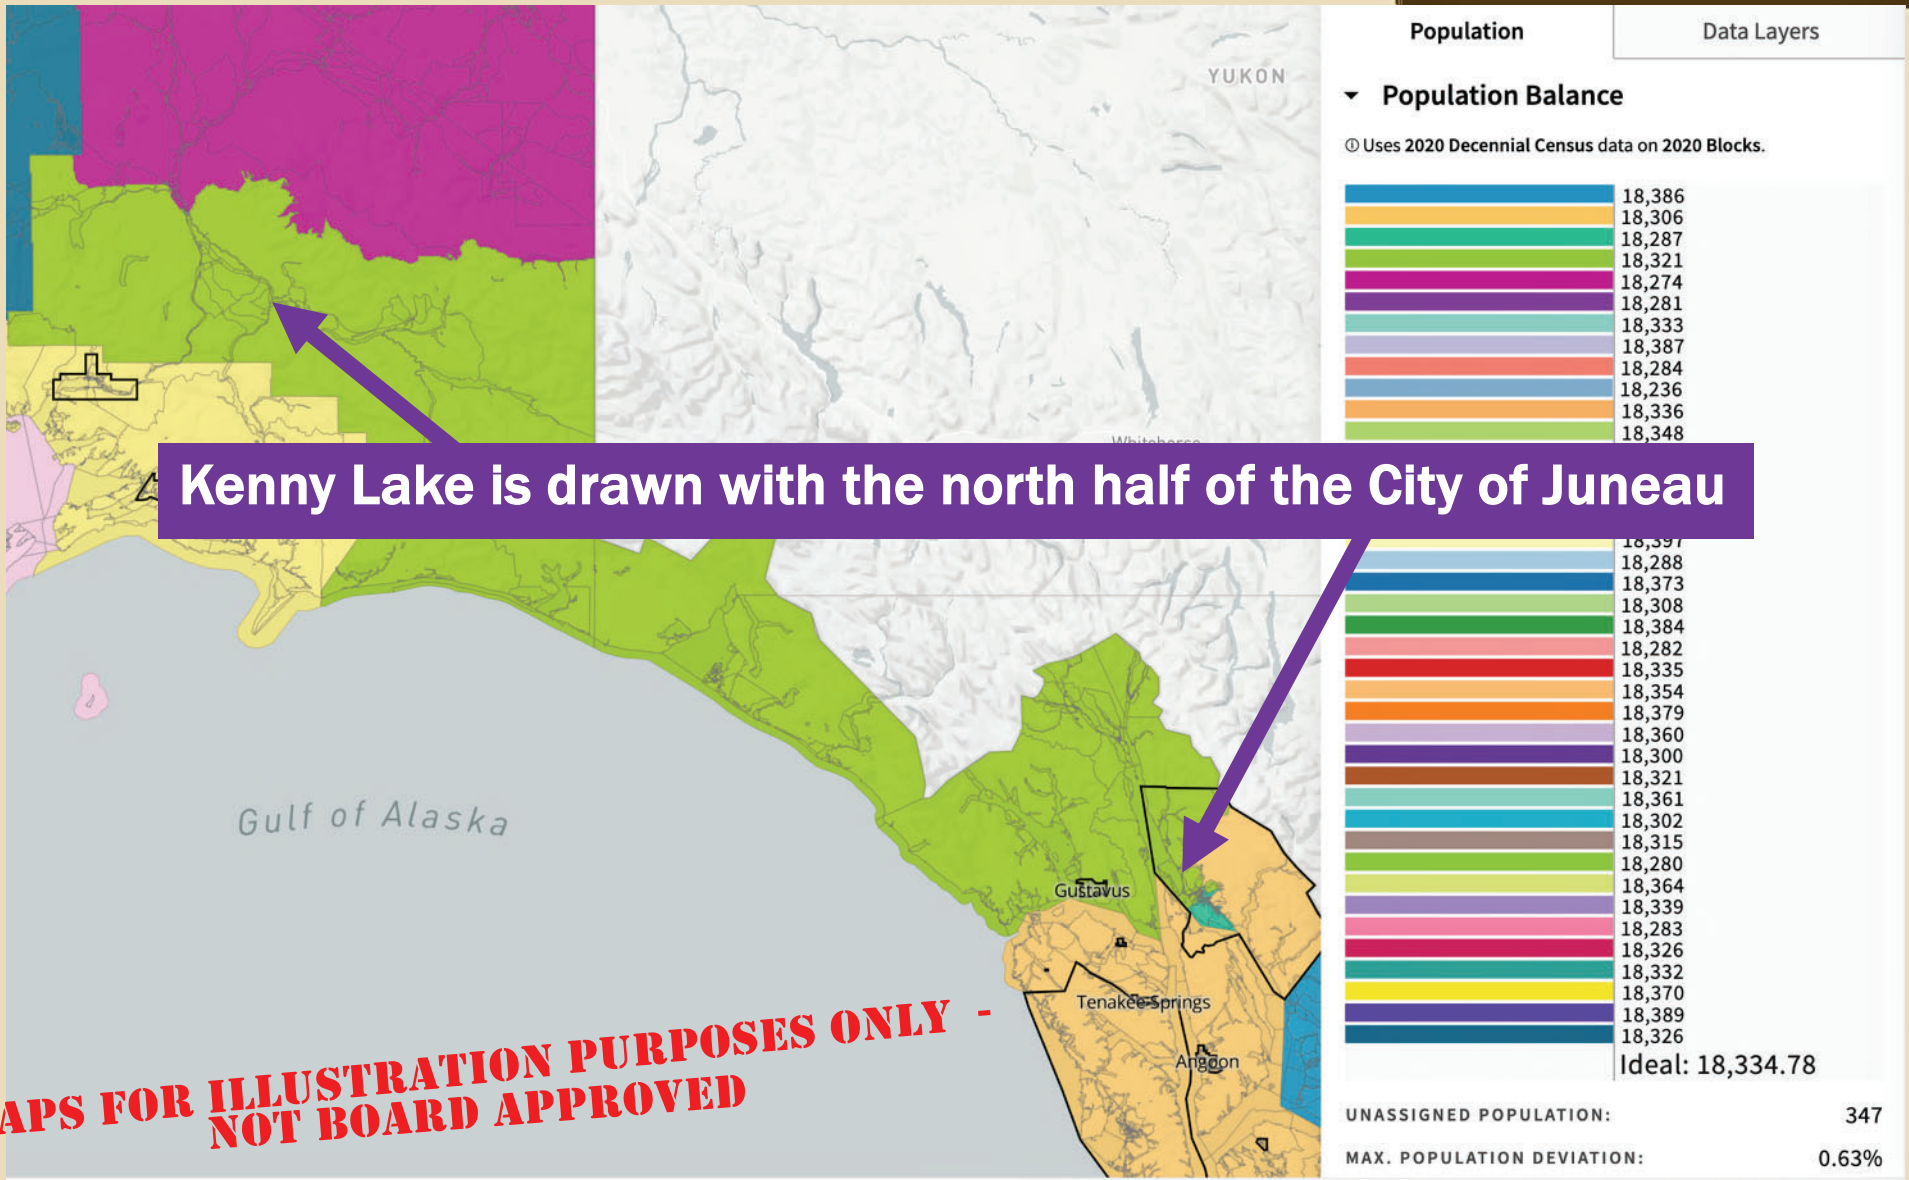 YUKON
Whitehorse
Kenny Lake is drawn with the north half of the City of Juneau
Gulf of Alaska
Gustavus
Tenakee Springs
Angoon
APS FOR ILLUSTRATION PURPOSES ONLY -
NOT BOARD APPROVED
Population
Data Layers
Population Balance
Uses 2020 Decennial Census data on 2020 Blocks.
18,386
18,306
18,287
18,321
18,274
18,281
18,333
18,387
18,284
18,236
18,336
18,348
18,397
18,288
18,373
18,308
18,384
18,282
18,335
18,354
18,379
18,360
18,300
18,321
18,361
18,302
18,315
18,280
18,364
18,339
18,283
18,326
18,332
18,370
18,389
18,326
Ideal: 18,334.78
UNASSIGNED POPULATION: 347
MAX. POPULATION DEVIATION: 0.63%